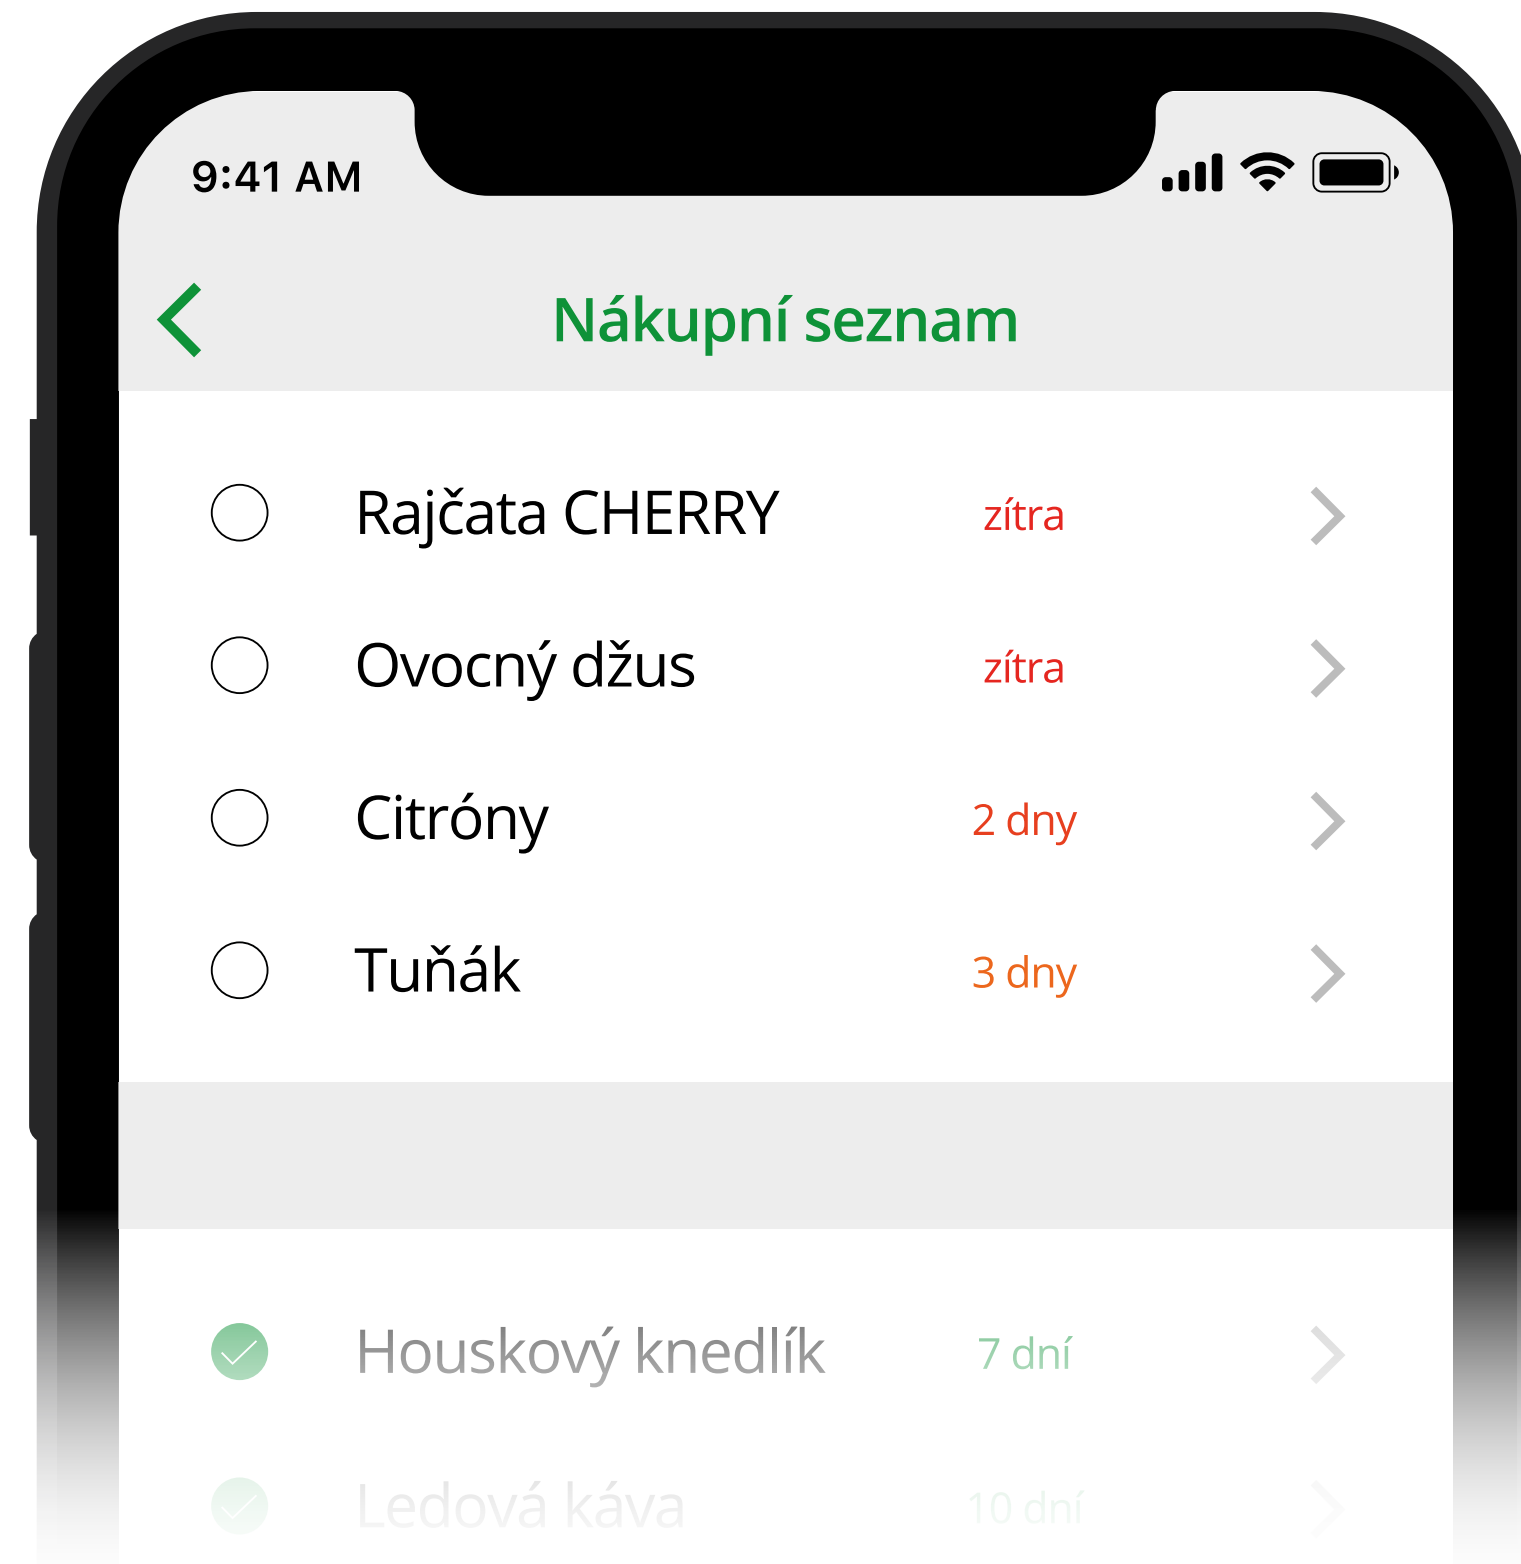 9:41 AM
Nákupní seznam
Rajčata CHERRY zítra
Ovocný džus zítra
Citróny 2 dny
Tuňák 3 dny
Houskový knedlík 7 dní
Ledová káva 10 dní